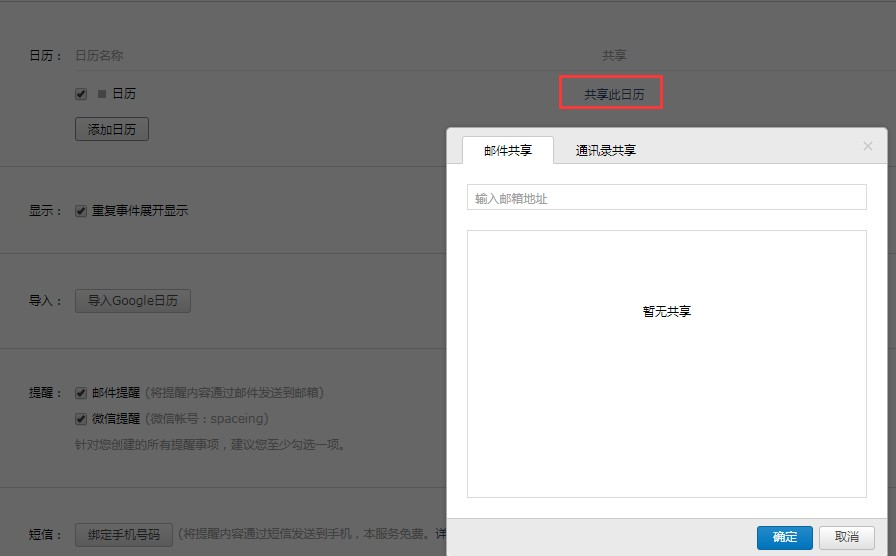 日历： 日历名称 共享
日历 共享此日历
添加日历
邮件共享 通讯录共享 ×
输入邮箱地址
显示： 重复事件展开显示
暂无共享
导入： 导入Google日历
提醒： 邮件提醒 (将提醒内容通过邮件发送到邮箱)
微信提醒 (微信帐号：spaceing)
针对您创建的所有提醒事项，建议您至少勾选一项。
短信： 绑定手机号码 (将提醒内容通过短信发送到手机，本服务免费。详
确定 取消